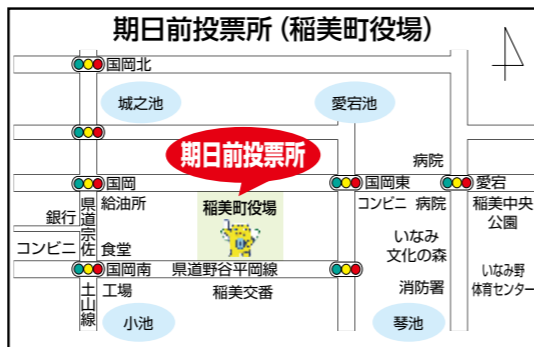 期日前投票所(稲美町役場)
国岡北
城之池
愛宕池
期日前投票所
病院
国岡
国岡東
愛宕
給油所
稲美町役場
コンビニ
病院
稲美中央
公園
県道宗佐土山線
銀行
コンビニ
食堂
いなみ
文化の森
国岡南
県道野谷平岡線
いなみ野
体育センター
工場
稲美交番
消防署
小池
琴池